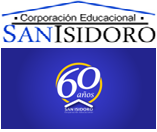 Corporación Educacional
SANISIDORO
60
años
SAN ISIDORO